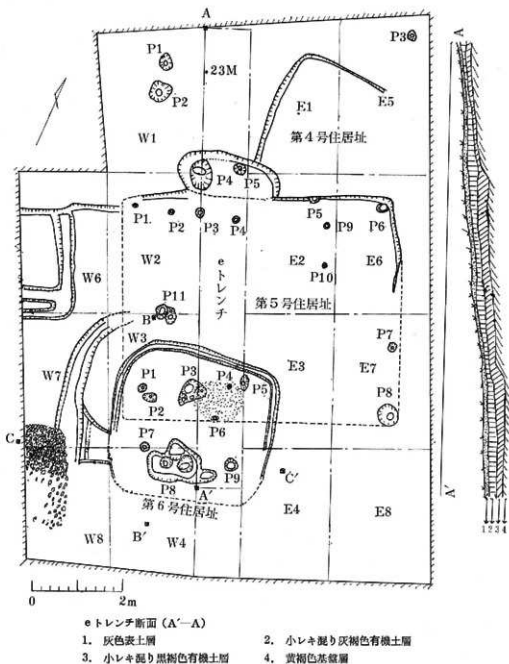 A
P1
P2
23M
P3
A
E1
E5
W1
第4号住居址
P4
P5
P1
P2
P3
P4
P5
P9
P6
W2
E2
E6
W6
eトレンチ
P10
第5号住居址
P11
B
W3
W7
E3
E7
P7
P1
P3
P4
P5
P2
P6
P8
C
P7
P8
P9
A'
C'
第6号住居址
E4
E8
B'
W8
W4
A'
1 2 3 4
0 2m
eトレンチ断面(A'—A)
1. 灰色表土層 2. 小レキ混り灰褐色有機土層
3. 小レキ混り黒褐色有機土層 4. 黄褐色基盤層